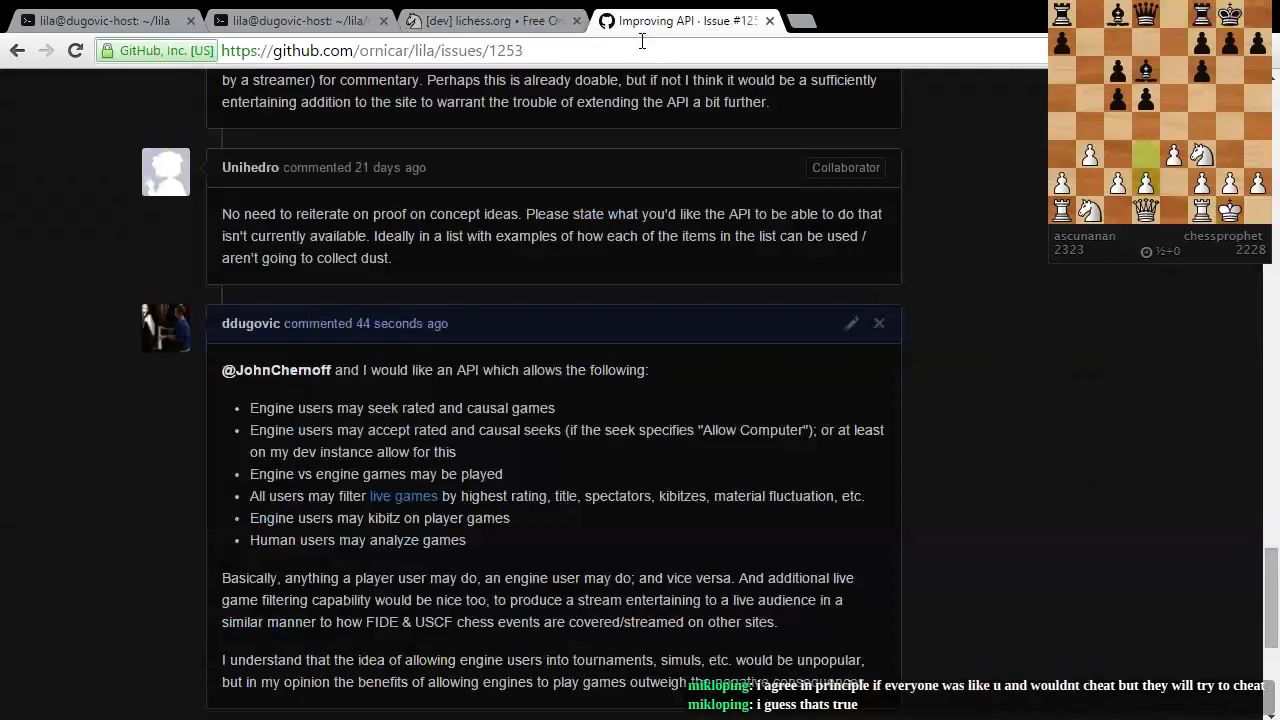 lila@dugovic-host: ~/lila
lila@dugovic-host: ~/lila/
[dev] lichess.org • Free O
Improving API · Issue #125
GitHub, Inc. [US]
https://github.com/ornicar/lila/issues/1253
by a streamer) for commentary. Perhaps this is already doable, but if not I think it would be a sufficiently
entertaining addition to the site to warrant the trouble of extending the API a bit further.
Unihedro commented 21 days ago
Collaborator
No need to reiterate on proof on concept ideas. Please state what you'd like the API to be able to do that
isn't currently available. Ideally in a list with examples of how each of the items in the list can be used /
aren't going to collect dust.
ddugovic commented 44 seconds ago
@JohnChernoff and I would like an API which allows the following:
• Engine users may seek rated and causal games
• Engine users may accept rated and causal seeks (if the seek specifies "Allow Computer"); or at least
on my dev instance allow for this
• Engine vs engine games may be played
• All users may filter live games by highest rating, title, spectators, kibitzes, material fluctuation, etc.
• Engine users may kibitz on player games
• Human users may analyze games
Basically, anything a player user may do, an engine user may do; and vice versa. And additional live
game filtering capability would be nice too, to produce a stream entertaining to a live audience in a
similar manner to how FIDE & USCF chess events are covered/streamed on other sites.
I understand that the idea of allowing engine users into tournaments, simuls, etc. would be unpopular,
but in my opinion the benefits of allowing engines to play games outweigh the negative consequences.
ascunanan chessprophet
2323 ½+0 2228
mikloping: i agree in principle if everyone was like u and wouldnt cheat but they will try to cheat
mikloping: i guess thats true